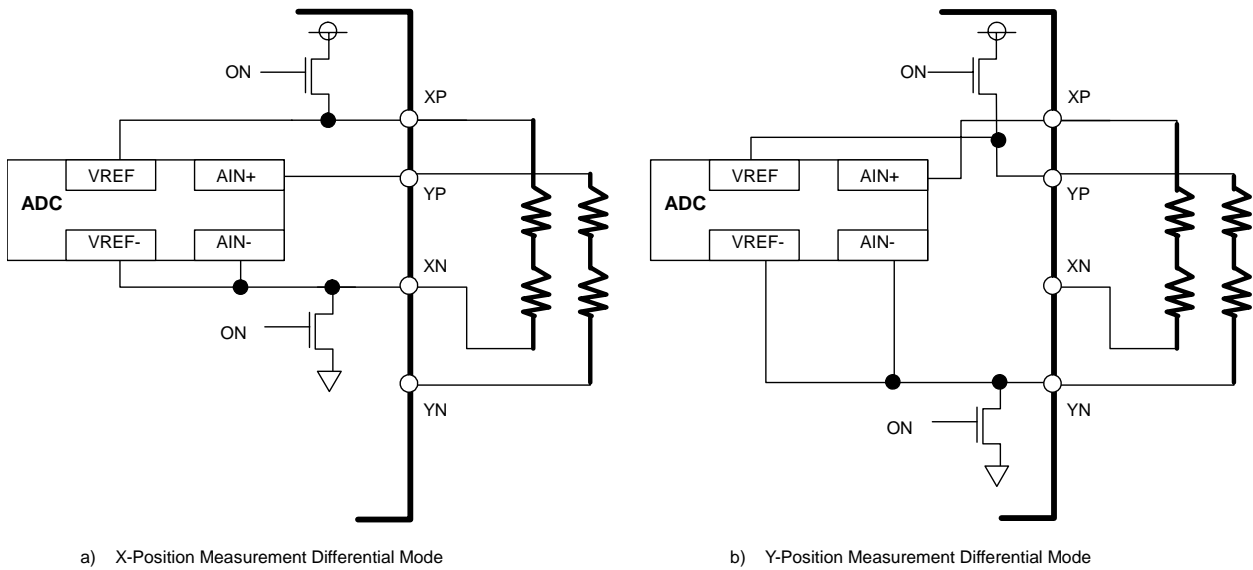 ON
XP
VREF
AIN+
ADC
YP
VREF-
AIN-
XN
ON
YN
a) X-Position Measurement Differential Mode
ON
XP
VREF
AIN+
ADC
YP
VREF-
AIN-
XN
YN
ON
b) Y-Position Measurement Differential Mode